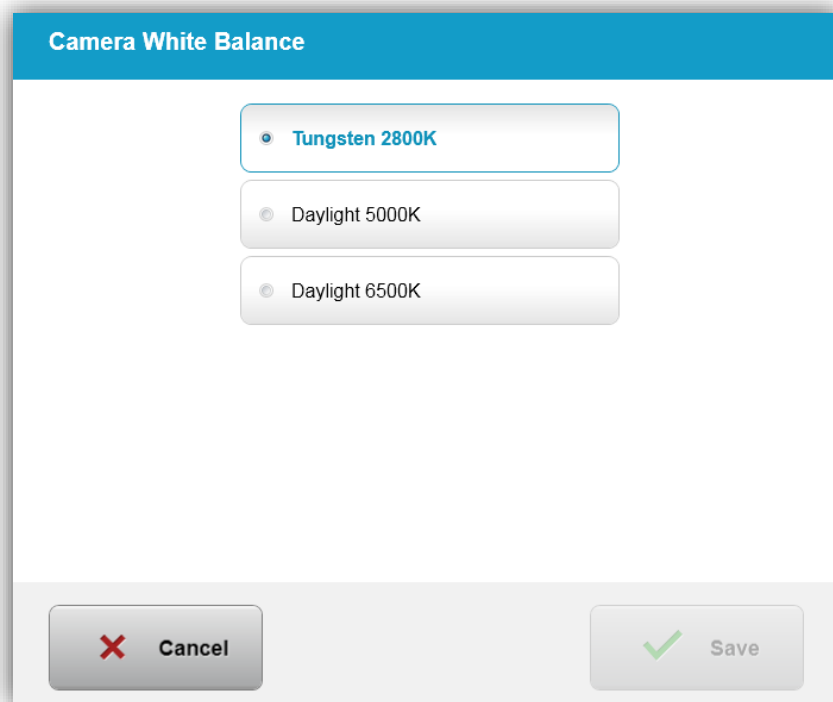 Camera White Balance
Tungsten 2800K
Daylight 5000K
Daylight 6500K
Cancel
Save